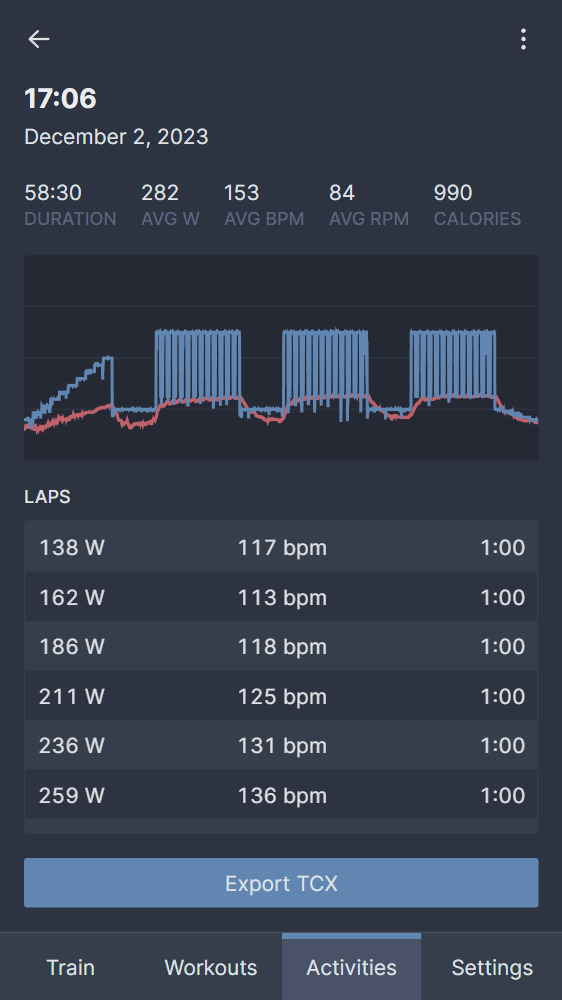 17:06
December 2, 2023
58:30 282 153 84 990
DURATION AVG W AVG BPM AVG RPM CALORIES
LAPS
138 W 117 bpm 1:00
162 W 113 bpm 1:00
186 W 118 bpm 1:00
211 W 125 bpm 1:00
236 W 131 bpm 1:00
259 W 136 bpm 1:00
Export TCX
Train Workouts Activities Settings